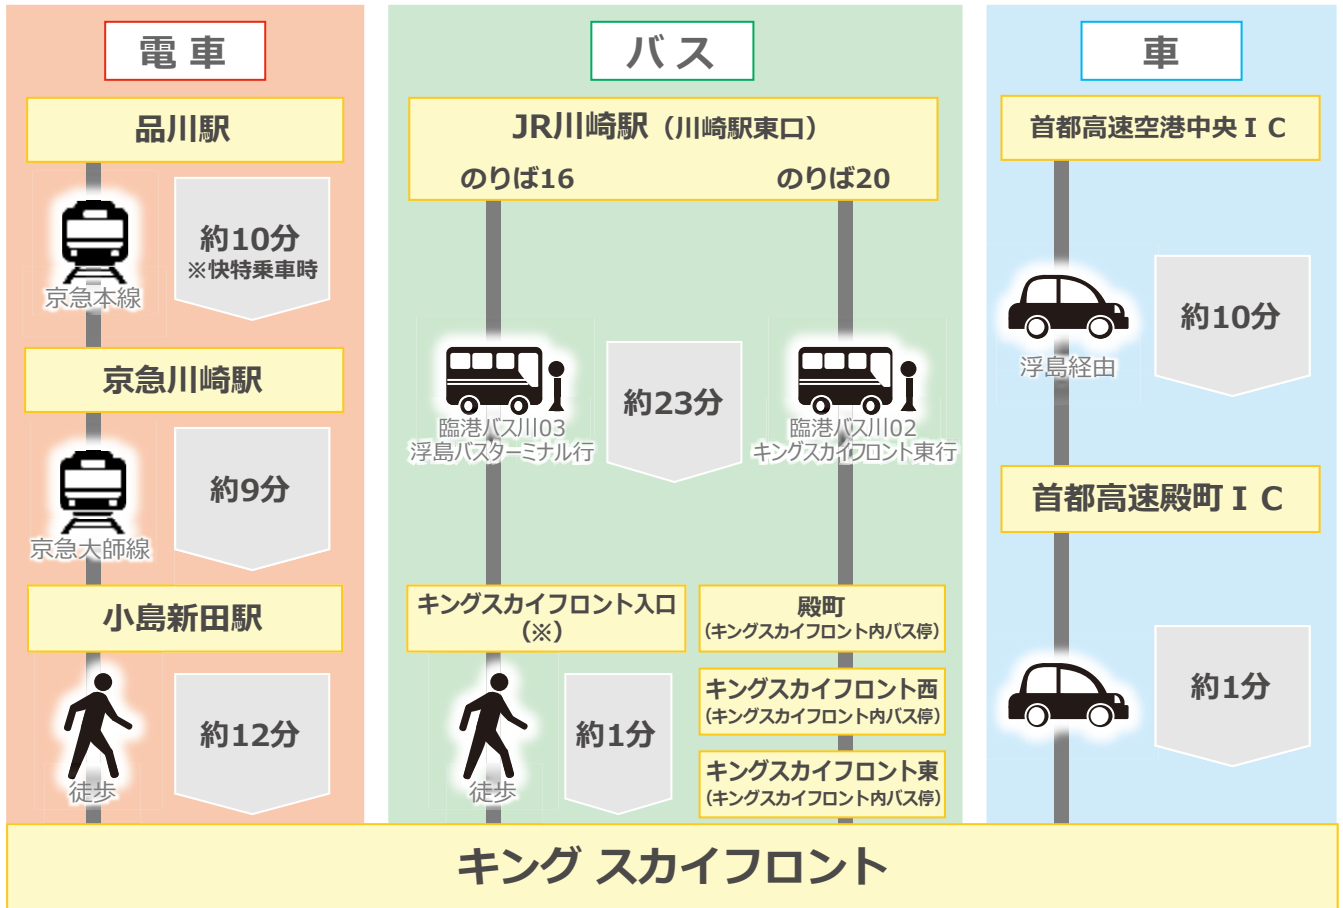 電車
品川駅
京急本線
約10分
※快特乗車時
京急川崎駅
京急大師線
約9分
小島新田駅
徒歩
約12分
バス
JR川崎駅（川崎駅東口）
のりば16
のりば20
臨港バス川03
浮島バスターミナル行
約23分
臨港バス川02
キングスカイフロント東行
キングスカイフロント入口
（※）
徒歩
約1分
殿町
（キングスカイフロント内バス停）
キングスカイフロント西
（キングスカイフロント内バス停）
キングスカイフロント東
（キングスカイフロント内バス停）
車
首都高速空港中央ＩＣ
浮島経由
約10分
首都高速殿町ＩＣ
約1分
キング スカイフロント